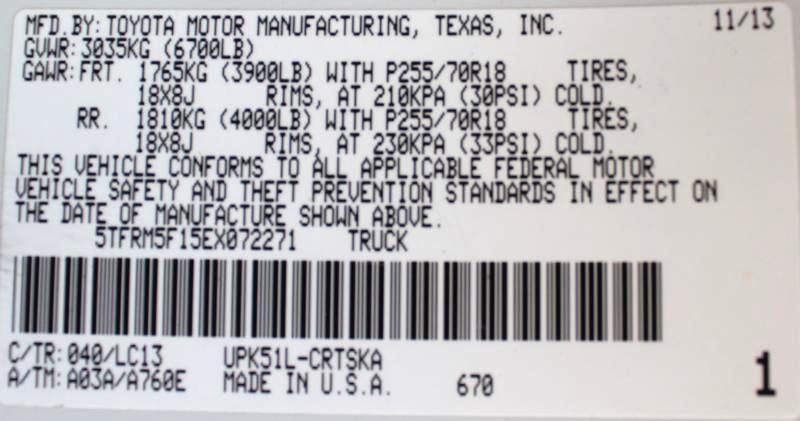 MFD. BY: TOYOTA MOTOR MANUFACTURING, TEXAS, INC. 11/13
GVWR: 3035KG (6700LB)
GAWR: FRT. 1765KG (3900LB) WITH P255/70R18 TIRES,
18X8J RIMS, AT 210KPA (30PSI) COLD.
RR. 1810KG (4000LB) WITH P255/70R18 TIRES,
18X8J RIMS, AT 230KPA (33PSI) COLD.
THIS VEHICLE CONFORMS TO ALL APPLICABLE FEDERAL MOTOR
VEHICLE SAFETY AND THEFT PREVENTION STANDARDS IN EFFECT ON
THE DATE OF MANUFACTURE SHOWN ABOVE.
5TFRM5F15EX072271 TRUCK
C/TR: 040/LC13 UPK51L-CRTSKA
A/TM: A03A/A760E MADE IN U.S.A. 670 1